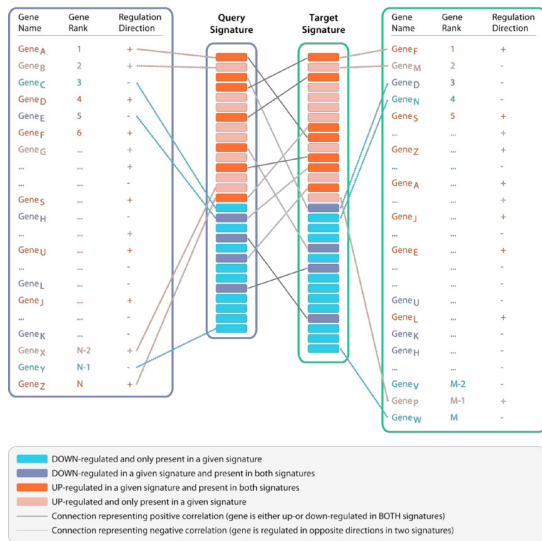 Gene Name Gene Rank Regulation Direction
Query Signature
Target Signature
Gene Name Gene Rank Regulation Direction
GeneA 1 +
GeneB 2 +
GeneC 3 -
GeneD 4 +
GeneE 5 -
GeneF 6 +
GeneG ... +
... ... +
... ... -
GeneS ... +
GeneH ... -
... ... +
GeneU ... +
... ... -
GeneL ... -
GeneJ ... +
... ... -
GeneK ... -
GeneX N-2 +
GeneY N-1 -
GeneZ N +
GeneF 1 +
GeneM 2 -
GeneD 3 -
GeneN 4 -
GeneS 5 +
... ... +
GeneZ ... +
... ... -
GeneA ... +
... ... +
GeneJ ... +
... ... -
GeneE ... +
... ... -
... ... -
GeneU ... -
GeneL ... +
GeneK ... -
GeneH ... -
... ... -
GeneV M-2 -
GeneP M-1 +
GeneW M -
DOWN-regulated and only present in a given signature
DOWN-regulated in a given signature and present in both signatures
UP-regulated in a given signature and present in both signatures
UP-regulated and only present in a given signature
Connection representing positive correlation (gene is either up-or down-regulated in BOTH signatures)
Connection representing negative correlation (gene is regulated in opposite directions in two signatures)